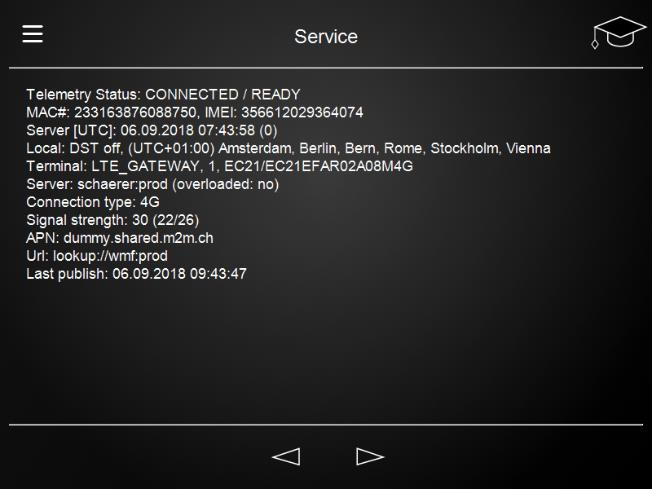 Service
Telemetry Status: CONNECTED / READY
MAC#: 233163876088750, IMEI: 356612029364074
Server [UTC]: 06.09.2018 07:43:58 (0)
Local: DST off, (UTC+01:00) Amsterdam, Berlin, Bern, Rome, Stockholm, Vienna
Terminal: LTE_GATEWAY, 1, EC21/EC21EFAR02A08M4G
Server: schaerer:prod (overloaded: no)
Connection type: 4G
Signal strength: 30 (22/26)
APN: dummy.shared.m2m.ch
Url: lookup://wmf:prod
Last publish: 06.09.2018 09:43:47